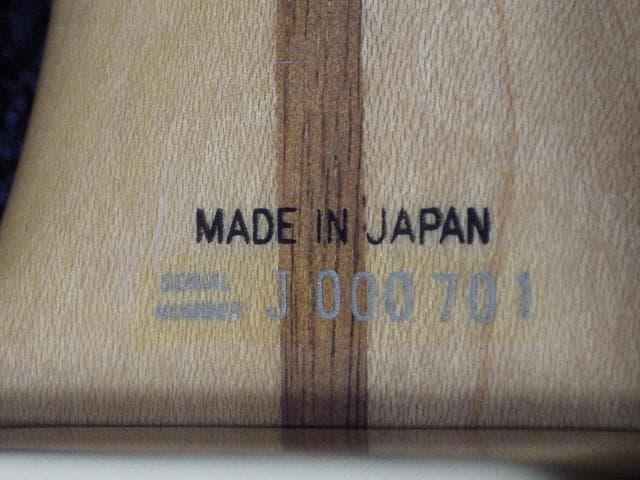 MADE IN JAPAN
SERIAL J 000701
NUMBER